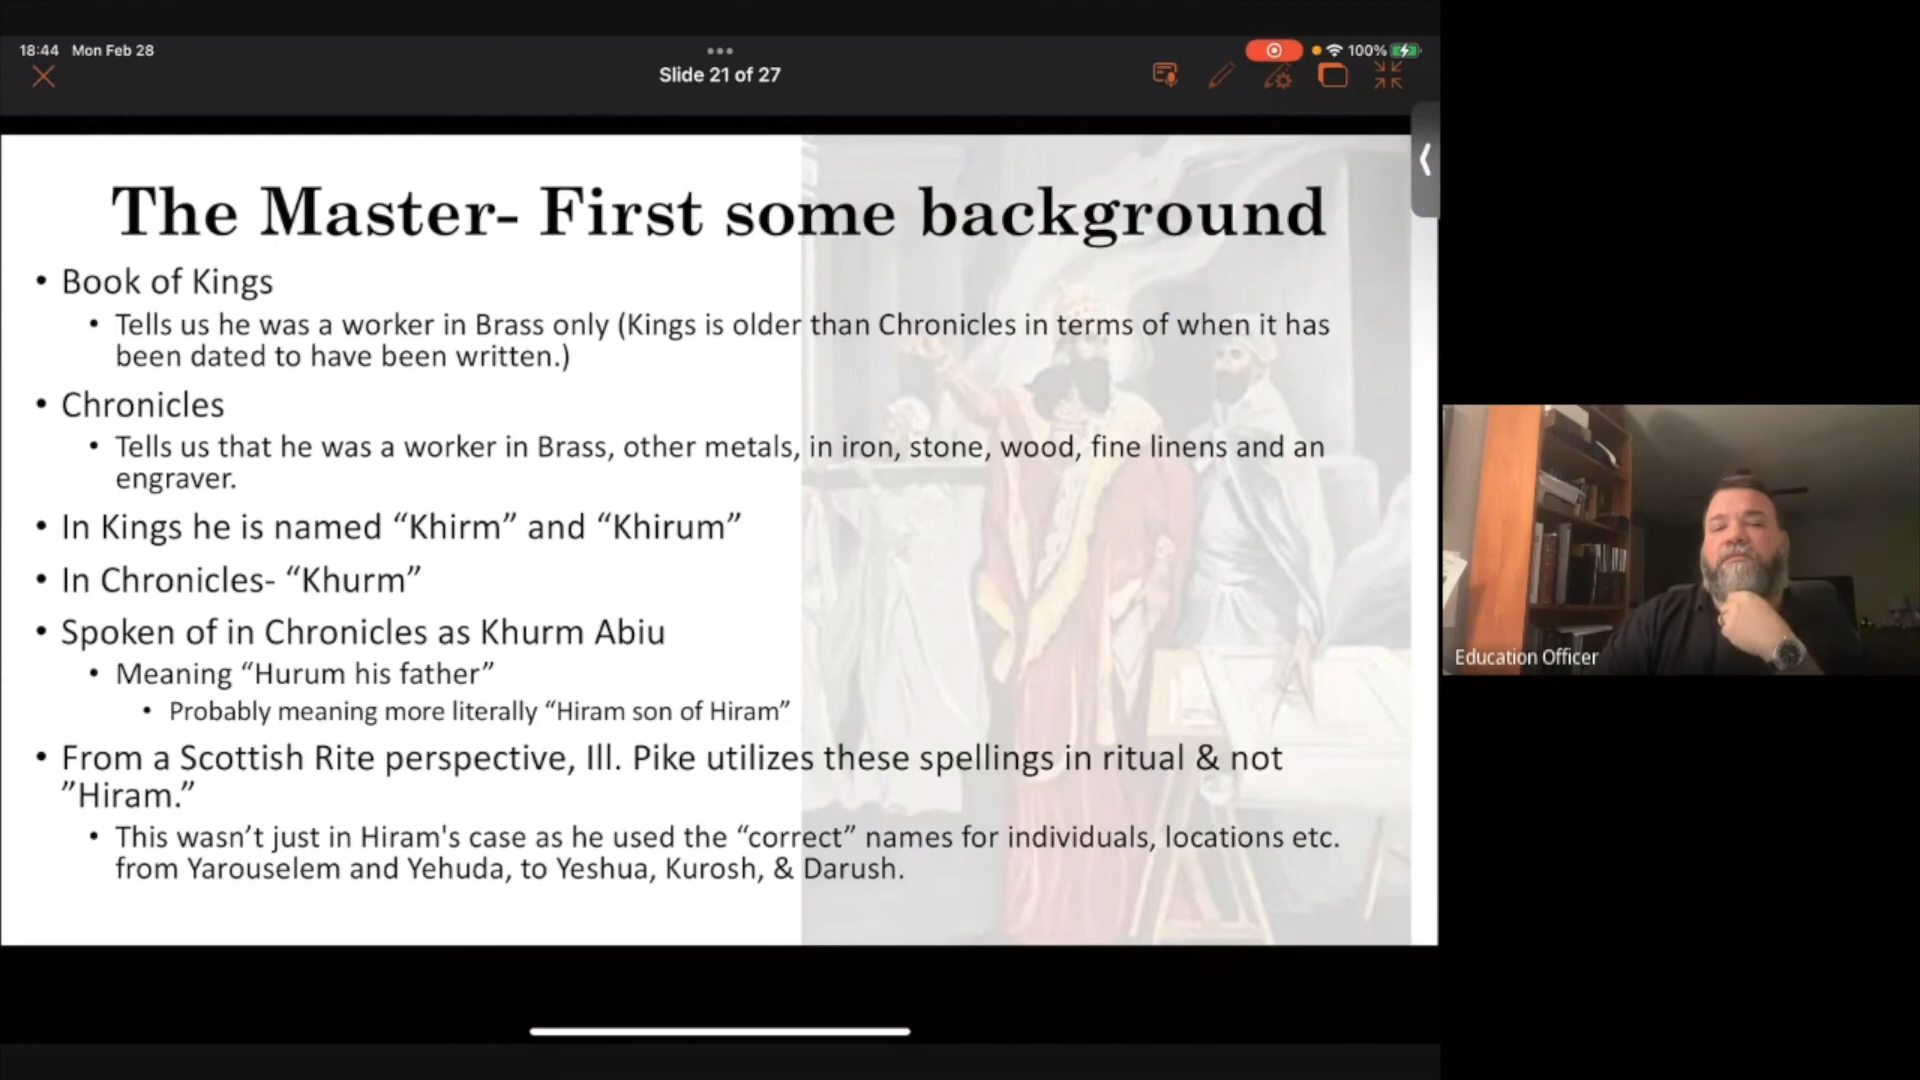 18:44 Mon Feb 28
100%
Slide 21 of 27
The Master- First some background
• Book of Kings
• Tells us he was a worker in Brass only (Kings is older than Chronicles in terms of when it has
been dated to have been written.)
• Chronicles
• Tells us that he was a worker in Brass, other metals, in iron, stone, wood, fine linens and an
engraver.
• In Kings he is named “Khirm” and “Khirum”
• In Chronicles- “Khurm”
• Spoken of in Chronicles as Khurm Abiu
• Meaning “Hurum his father”
• Probably meaning more literally “Hiram son of Hiram”
• From a Scottish Rite perspective, Ill. Pike utilizes these spellings in ritual & not
”Hiram.”
• This wasn’t just in Hiram's case as he used the “correct” names for individuals, locations etc.
from Yarouselem and Yehuda, to Yeshua, Kurosh, & Darush.
Education Officer